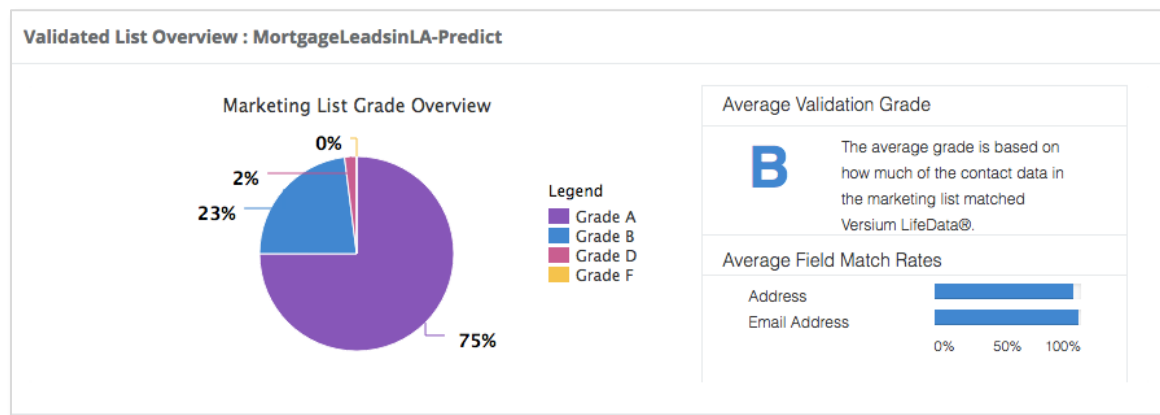 Validated List Overview : MortgageLeadsinLA-Predict
Marketing List Grade Overview
0%
2%
23%
75%
Legend
Grade A
Grade B
Grade D
Grade F
Average Validation Grade
B
The average grade is based on
how much of the contact data in
the marketing list matched
Versium LifeData®.
Average Field Match Rates
Address
Email Address
0% 50% 100%